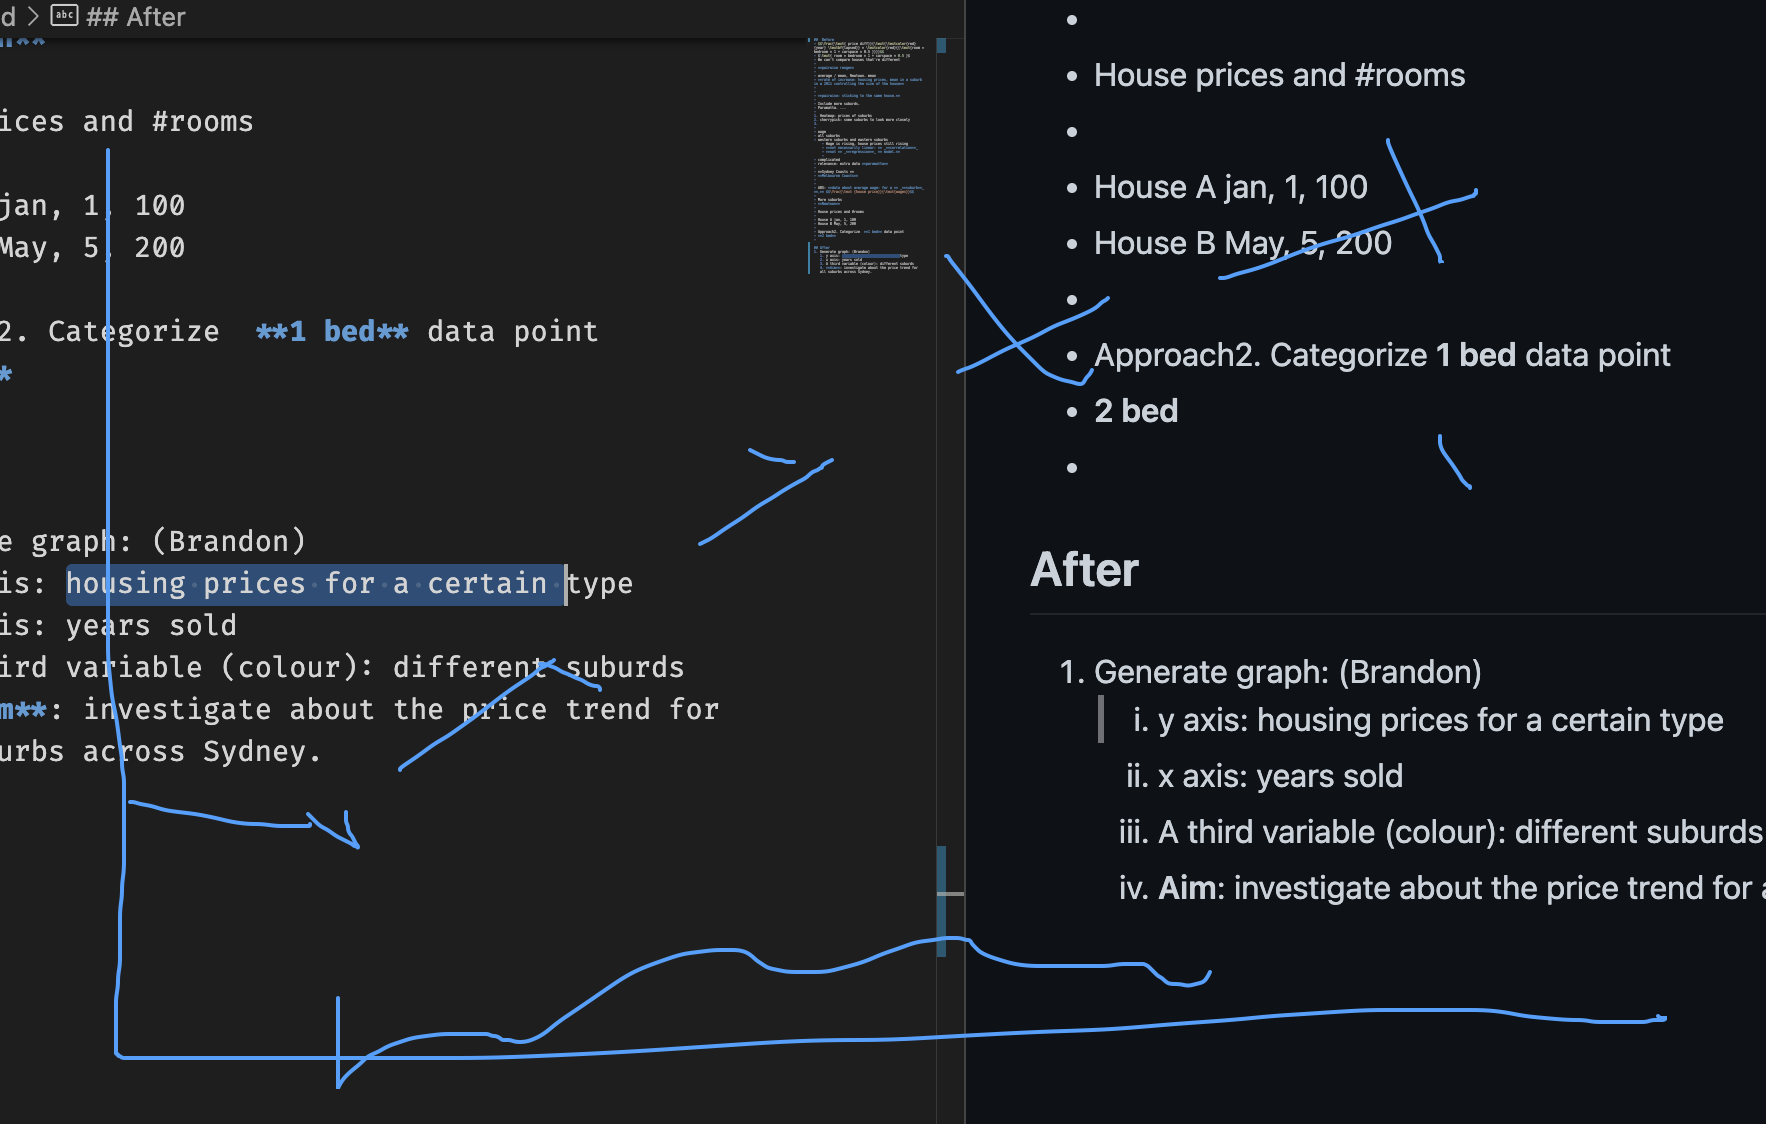 d > abc ## After
n**
ices and #rooms
jan, 1, 100
May, 5, 200
2. Categorize **1 bed** data point
*
e graph: (Brandon)
is: housing prices for a certain type
is: years sold
ird variable (colour): different suburds
m**: investigate about the price trend for
urbs across Sydney.
House prices and #rooms
House A jan, 1, 100
House B May, 5, 200
Approach2. Categorize 1 bed data point
2 bed
After
1. Generate graph: (Brandon)
i. y axis: housing prices for a certain type
ii. x axis: years sold
iii. A third variable (colour): different suburds
iv. Aim: investigate about the price trend for a